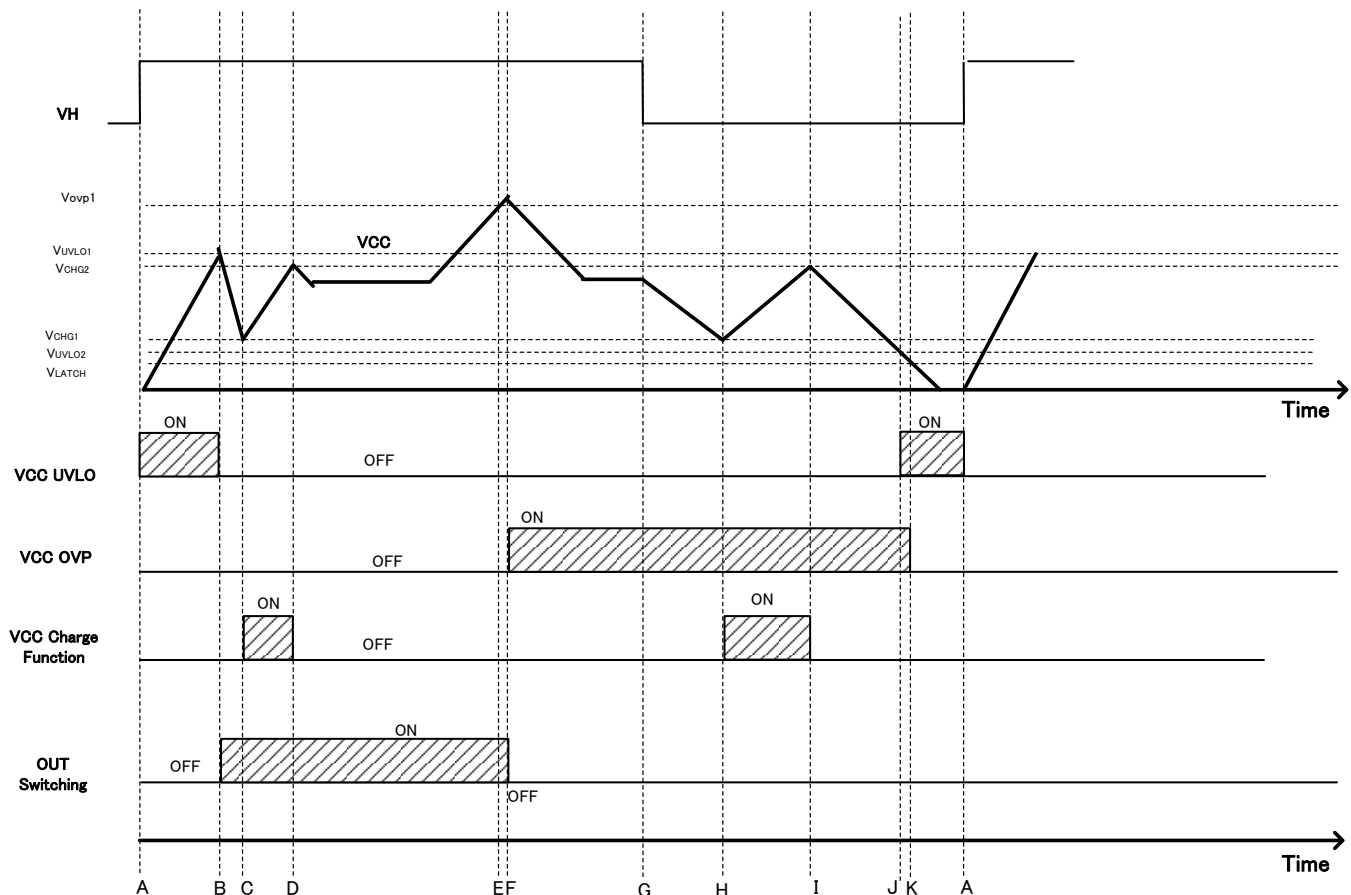 VH
Vovp1
VUVLO1
VCC
VCHG2
VCHG1
VUVLO2
VLATCH
Time
ON
ON
VCC UVLO
OFF
ON
VCC OVP
OFF
ON
ON
VCC Charge
Function
OFF
ON
OUT
Switching
OFF
OFF
Time
A B C D E F G H I J K A